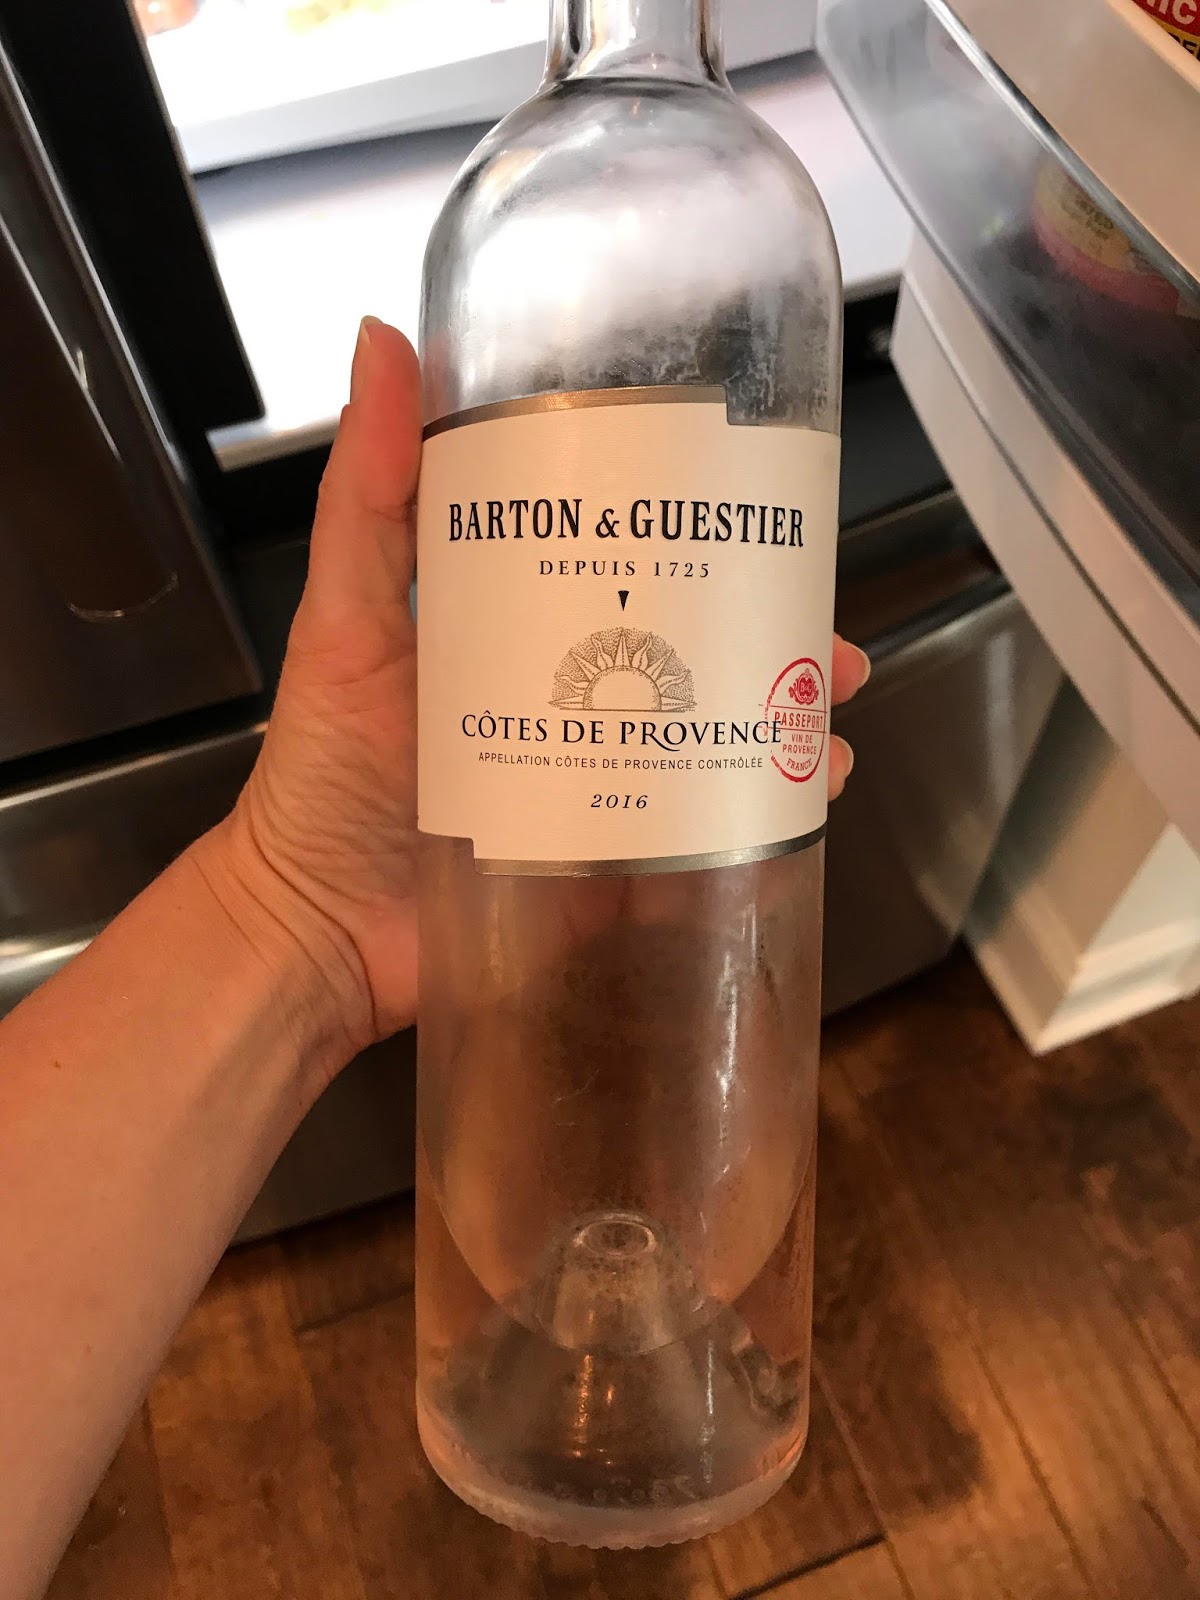 BARTON & GUESTIER
DEPUIS 1725
CÔTES DE PROVENCE
APPELLATION CÔTES DE PROVENCE CONTRÔLÉE
2016
B&G
PASSEPORT
VIN DE
PROVENCE
FRANCE